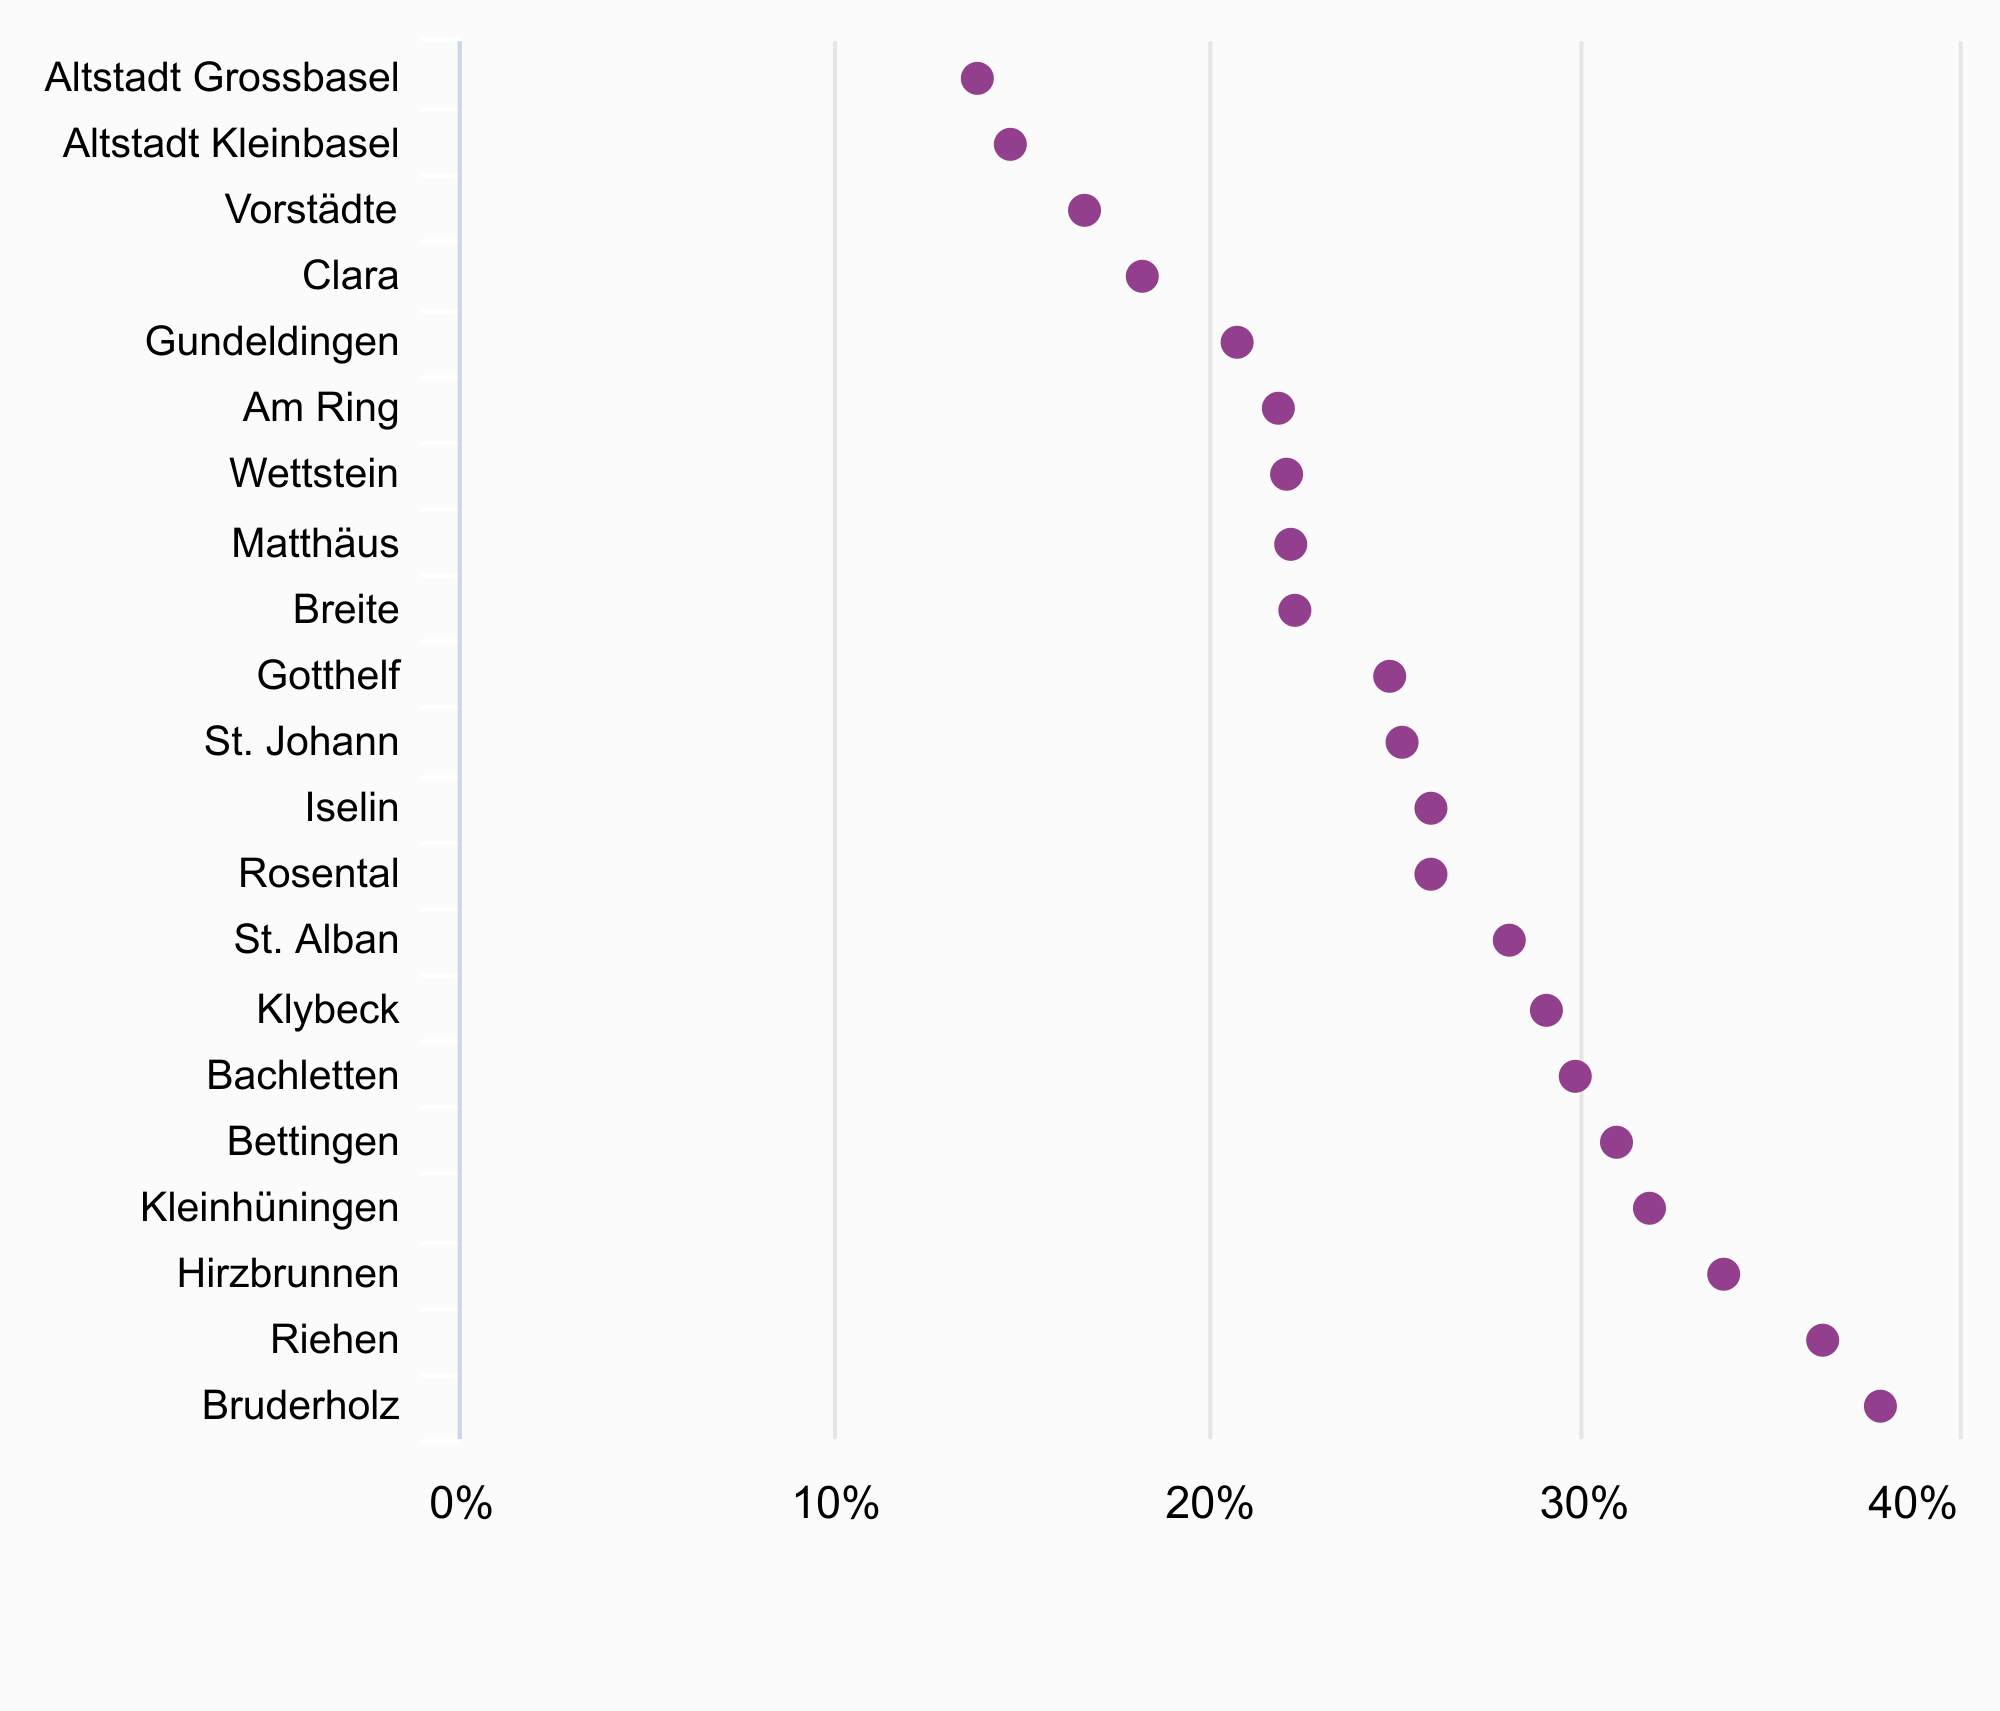 Altstadt Grossbasel
Altstadt Kleinbasel
Vorstädte
Clara
Gundeldingen
Am Ring
Wettstein
Matthäus
Breite
Gotthelf
St. Johann
Iselin
Rosental
St. Alban
Klybeck
Bachletten
Bettingen
Kleinhüningen
Hirzbrunnen
Riehen
Bruderholz
0% 10% 20% 30% 40%